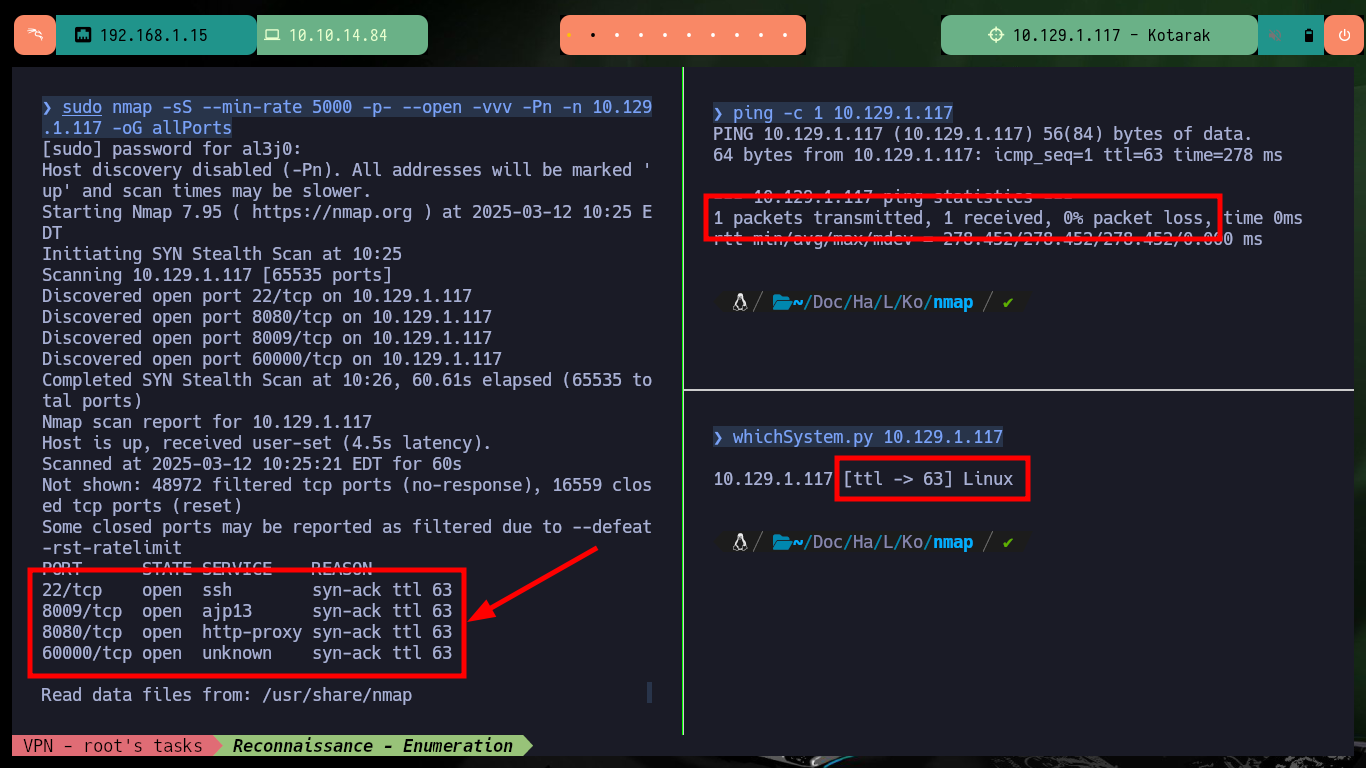 192.168.1.15
10.10.14.84
10.129.1.117 - Kotarak
❯ sudo nmap -sS --min-rate 5000 -p- --open -vvv -Pn -n 10.129
.1.117 -oG allPorts
[sudo] password for al3j0:
Host discovery disabled (-Pn). All addresses will be marked '
up' and scan times may be slower.
Starting Nmap 7.95 ( https://nmap.org ) at 2025-03-12 10:25 E
DT
Initiating SYN Stealth Scan at 10:25
Scanning 10.129.1.117 [65535 ports]
Discovered open port 22/tcp on 10.129.1.117
Discovered open port 8080/tcp on 10.129.1.117
Discovered open port 8009/tcp on 10.129.1.117
Discovered open port 60000/tcp on 10.129.1.117
Completed SYN Stealth Scan at 10:26, 60.61s elapsed (65535 to
tal ports)
Nmap scan report for 10.129.1.117
Host is up, received user-set (4.5s latency).
Scanned at 2025-03-12 10:25:21 EDT for 60s
Not shown: 48972 filtered tcp ports (no-response), 16559 clos
ed tcp ports (reset)
Some closed ports may be reported as filtered due to --defeat
-rst-ratelimit
PORT STATE SERVICE REASON
22/tcp open ssh syn-ack ttl 63
8009/tcp open ajp13 syn-ack ttl 63
8080/tcp open http-proxy syn-ack ttl 63
60000/tcp open unknown syn-ack ttl 63
Read data files from: /usr/share/nmap
❯ ping -c 1 10.129.1.117
PING 10.129.1.117 (10.129.1.117) 56(84) bytes of data.
64 bytes from 10.129.1.117: icmp_seq=1 ttl=63 time=278 ms
--- 10.129.1.117 ping statistics ---
1 packets transmitted, 1 received, 0% packet loss, time 0ms
rtt min/avg/max/mdev = 278.452/278.452/278.452/0.000 ms
/ ~/Doc/Ha/L/Ko/nmap / ✔
❯ whichSystem.py 10.129.1.117
10.129.1.117 [ttl -> 63] Linux
/ ~/Doc/Ha/L/Ko/nmap / ✔
VPN - root's tasks
Reconnaissance - Enumeration